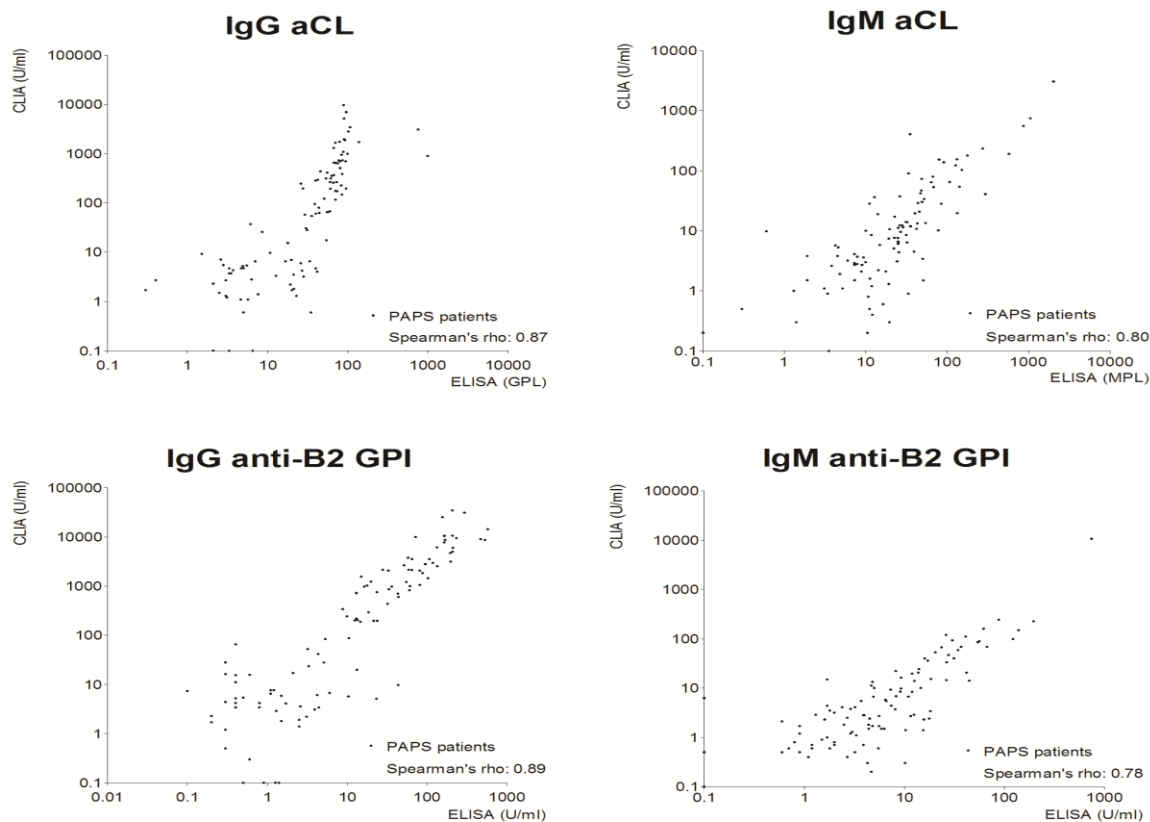 IgG aCL
CLIA (U/ml)
100000
10000
1000
100
10
1
0.1
0.1 1 10 100 1000 10000
ELISA (GPL)
PAPS patients
Spearman's rho: 0.87
IgM aCL
CLIA (U/ml)
10000
1000
100
10
1
0.1
0.1 1 10 100 1000 10000
ELISA (MPL)
PAPS patients
Spearman's rho: 0.80
IgG anti-B2 GPI
CLIA (U/ml)
100000
10000
1000
100
10
1
0.1
0.01 0.1 1 10 100 1000
ELISA (U/ml)
PAPS patients
Spearman's rho: 0.89
IgM anti-B2 GPI
CLIA (U/ml)
100000
10000
1000
100
10
1
0.1
0.1 1 10 100 1000
ELISA (U/ml)
PAPS patients
Spearman's rho: 0.78